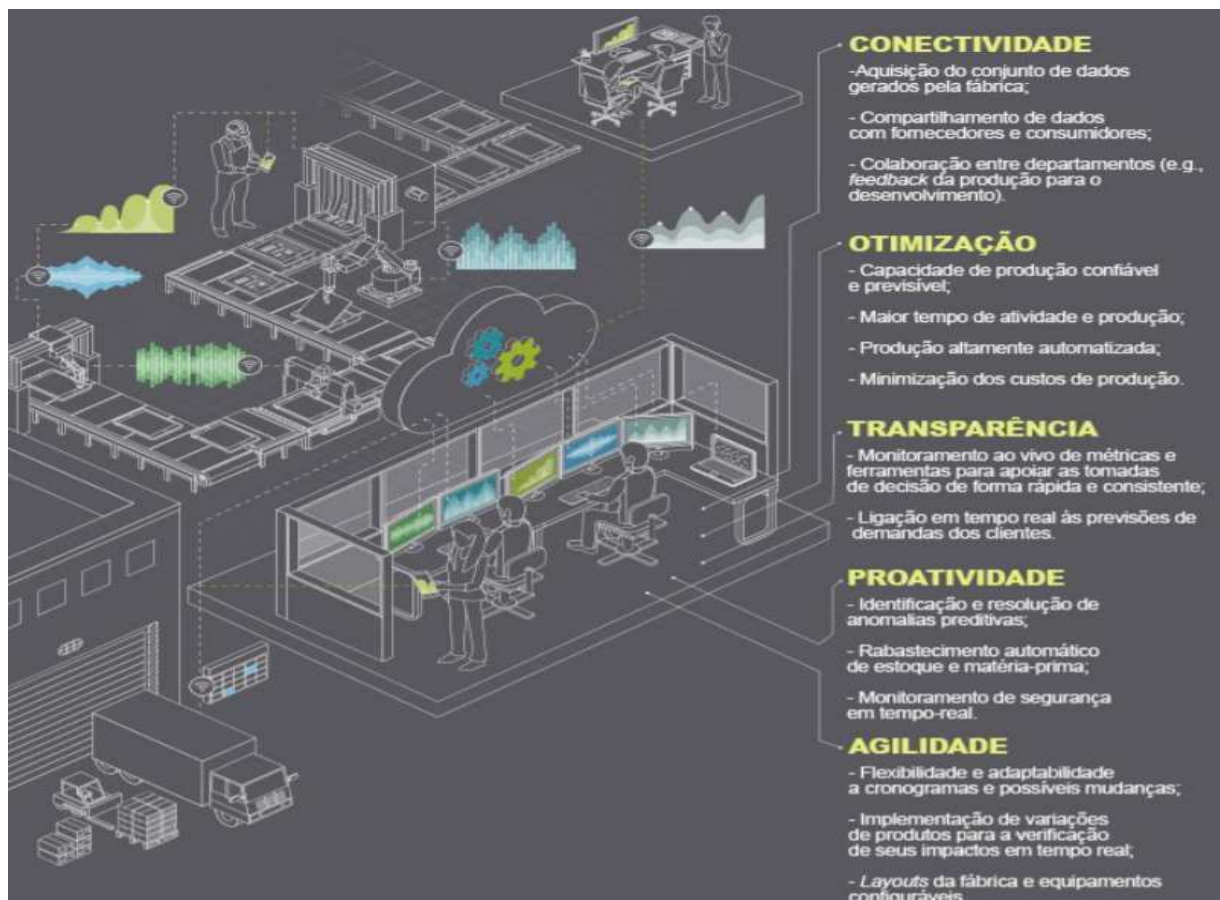 CONECTIVIDADE
-Aquisição do conjunto de dados
gerados pela fábrica;
- Compartilhamento de dados
com fornecedores e consumidores;
- Colaboração entre departamentos (e.g.,
feedback da produção para o
desenvolvimento).
OTIMIZAÇÃO
- Capacidade de produção confiável
e previsível;
- Maior tempo de atividade e produção;
- Produção altamente automatizada;
- Minimização dos custos de produção.
TRANSPARÊNCIA
- Monitoramento ao vivo de métricas e
ferramentas para apoiar as tomadas
de decisão de forma rápida e consistente;
- Ligação em tempo real às previsões de
demandas dos clientes.
PROATIVIDADE
- Identificação e resolução de
anomalias preditivas;
- Rabastecimento automático
de estoque e matéria-prima;
- Monitoramento de segurança
em tempo-real.
AGILIDADE
- Flexibilidade e adaptabilidade
a cronogramas e possíveis mudanças;
- Implementação de variações
de produtos para a verificação
de seus impactos em tempo real;
- Layouts da fábrica e equipamentos
configuráveis